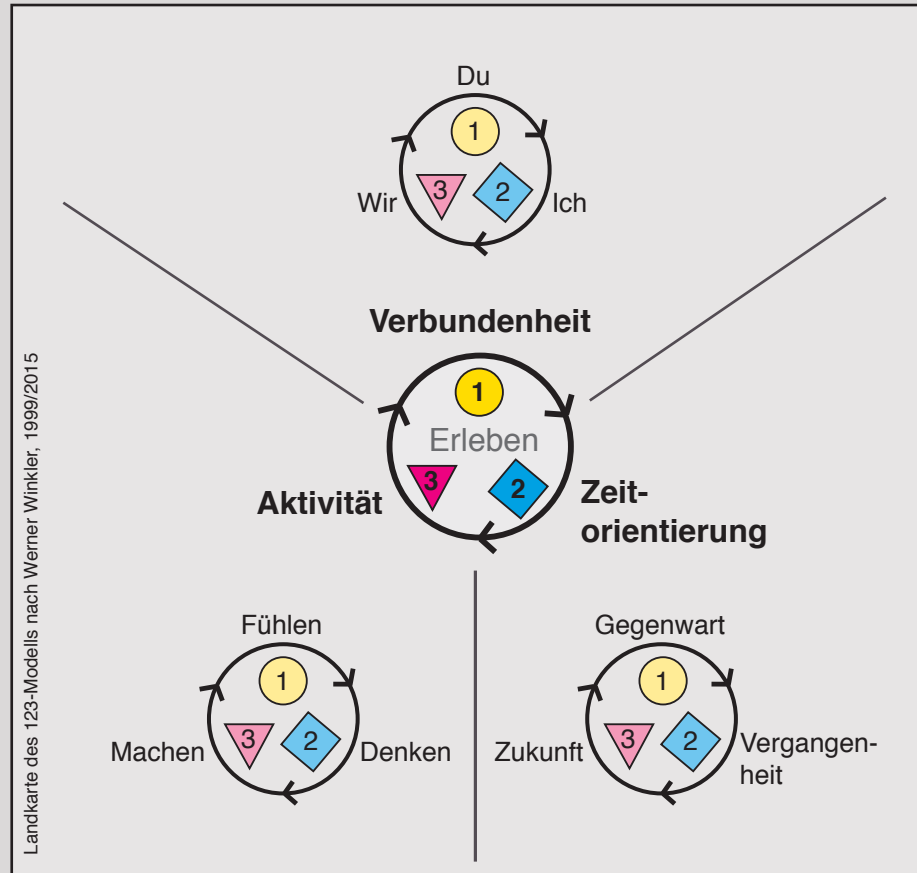 Du
1
3
2
Wir
Ich
Verbundenheit
1
Erleben
3
2
Aktivität
Zeit-
orientierung
Fühlen
1
3
2
Machen
Denken
Gegenwart
1
3
2
Zukunft
Vergangen-
heit
Landkarte des 123-Modells nach Werner Winkler, 1999/2015